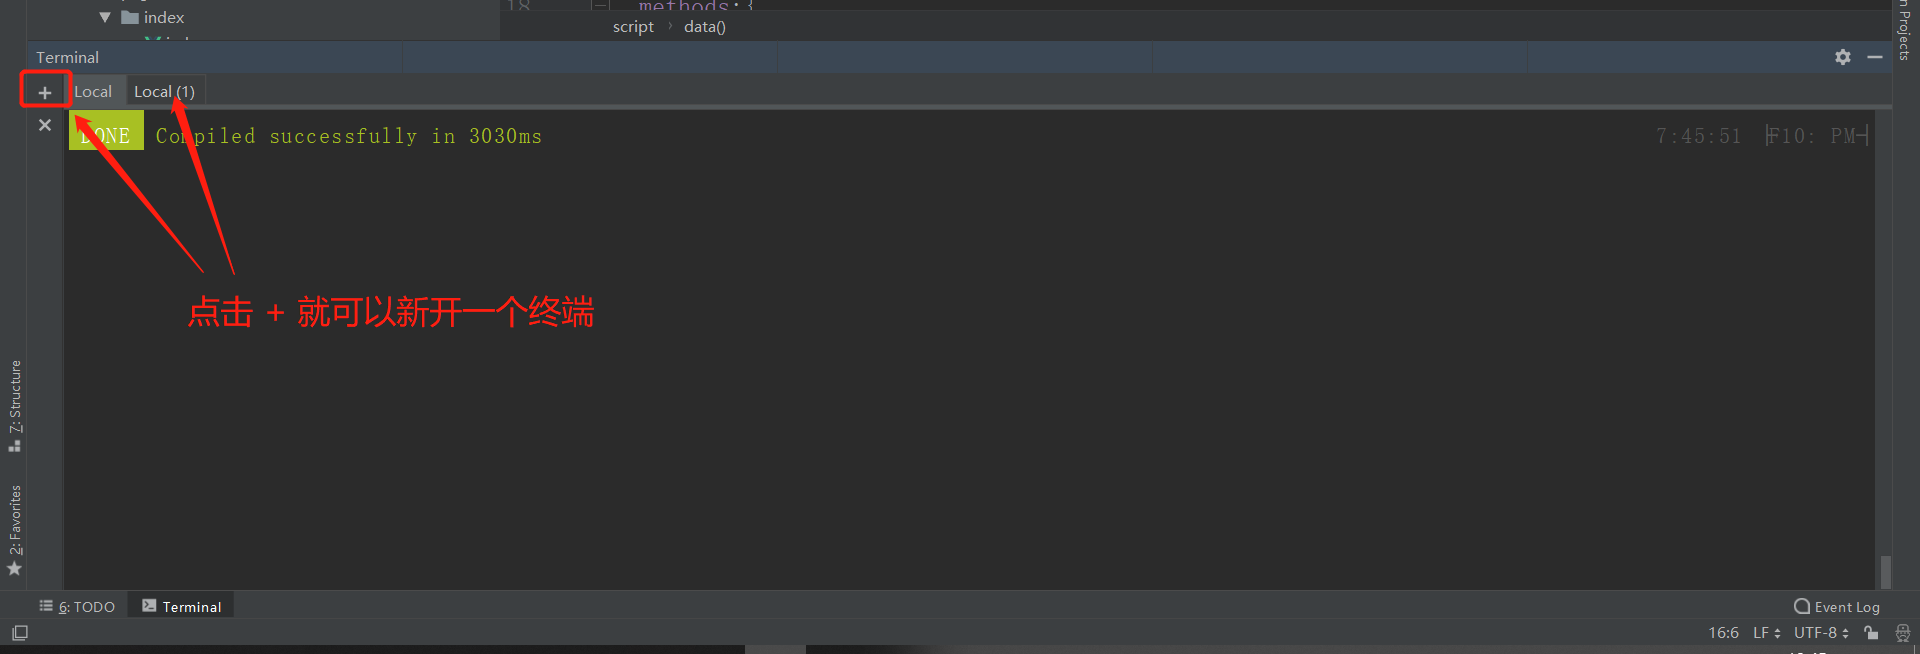 index
18 methods:{
script › data()
n Projects
Terminal
+ Local Local (1)
DONE Compiled successfully in 3030ms 7:45:51 F10: PM
点击 + 就可以新开一个终端
7: Structure
2: Favorites
6: TODO Terminal
Event Log
16:6 LF UTF-8